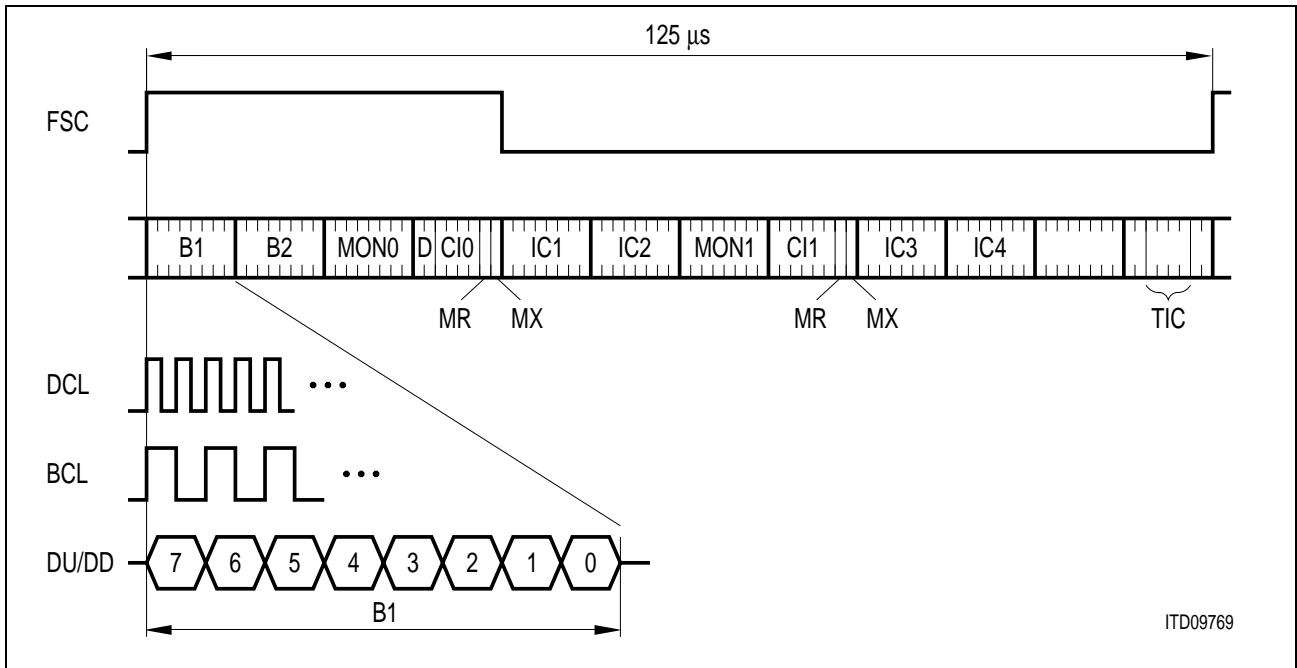 125 µs
FSC
B1 B2 MON0 D CI0 IC1 IC2 MON1 CI1 IC3 IC4
MR MX MR MX TIC
DCL
BCL
DU/DD 7 6 5 4 3 2 1 0
B1
ITD09769